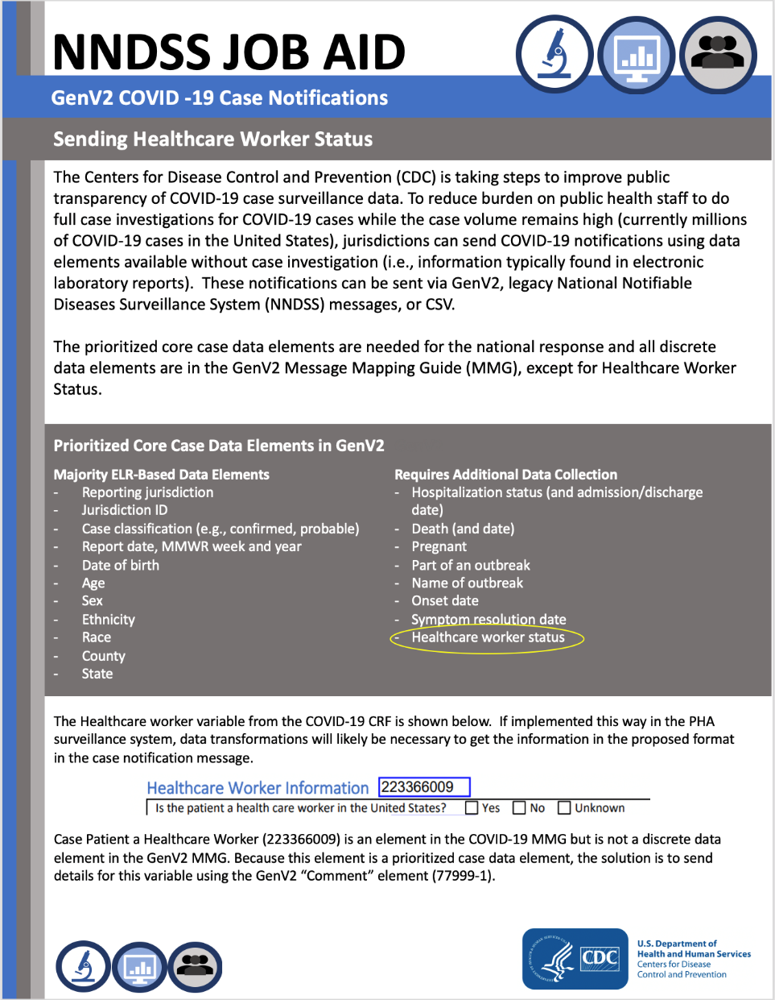 NNDSS JOB AID
GenV2 COVID -19 Case Notifications
Sending Healthcare Worker Status
The Centers for Disease Control and Prevention (CDC) is taking steps to improve public
transparency of COVID-19 case surveillance data. To reduce burden on public health staff to do
full case investigations for COVID-19 cases while the case volume remains high (currently millions
of COVID-19 cases in the United States), jurisdictions can send COVID-19 notifications using data
elements available without case investigation (i.e., information typically found in electronic
laboratory reports).  These notifications can be sent via GenV2, legacy National Notifiable
Diseases Surveillance System (NNDSS) messages, or CSV.
The prioritized core case data elements are needed for the national response and all discrete
data elements are in the GenV2 Message Mapping Guide (MMG), except for Healthcare Worker
Status.
Prioritized Core Case Data Elements in GenV2
Majority ELR-Based Data Elements
- Reporting jurisdiction
- Jurisdiction ID
- Case classification (e.g., confirmed, probable)
- Report date, MMWR week and year
- Date of birth
- Age
- Sex
- Ethnicity
- Race
- County
- State
Requires Additional Data Collection
- Hospitalization status (and admission/discharge
date)
- Death (and date)
- Pregnant
- Part of an outbreak
- Name of outbreak
- Onset date
- Symptom resolution date
- Healthcare worker status
The Healthcare worker variable from the COVID-19 CRF is shown below.  If implemented this way in the PHA
surveillance system, data transformations will likely be necessary to get the information in the proposed format
in the case notification message.
Healthcare Worker Information 223366009
Is the patient a health care worker in the United States? ☐ Yes ☐ No ☐ Unknown
Case Patient a Healthcare Worker (223366009) is an element in the COVID-19 MMG but is not a discrete data
element in the GenV2 MMG. Because this element is a prioritized case data element, the solution is to send
details for this variable using the GenV2 “Comment” element (77999-1).
CDC
U.S. Department of
Health and Human Services
Centers for Disease
Control and Prevention